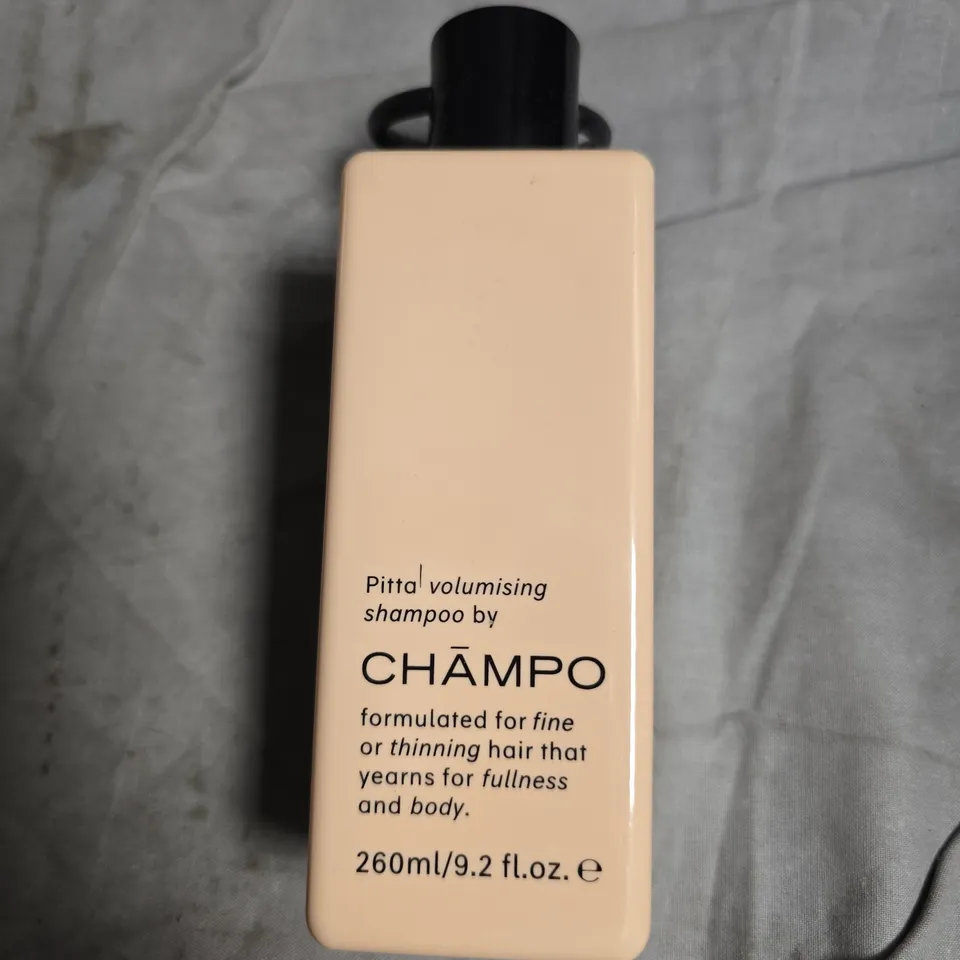 Pitta| volumising
shampoo by
CHĀMPO
formulated for fine
or thinning hair that
yearns for fullness
and body.
260ml/9.2 fl.oz. ℮